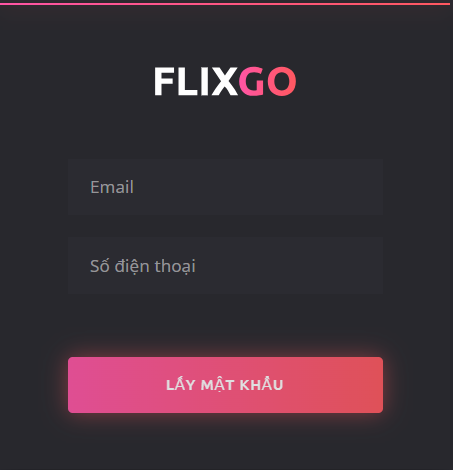 FLIXGO
Email
Số điện thoại
LẤY MẬT KHẨU